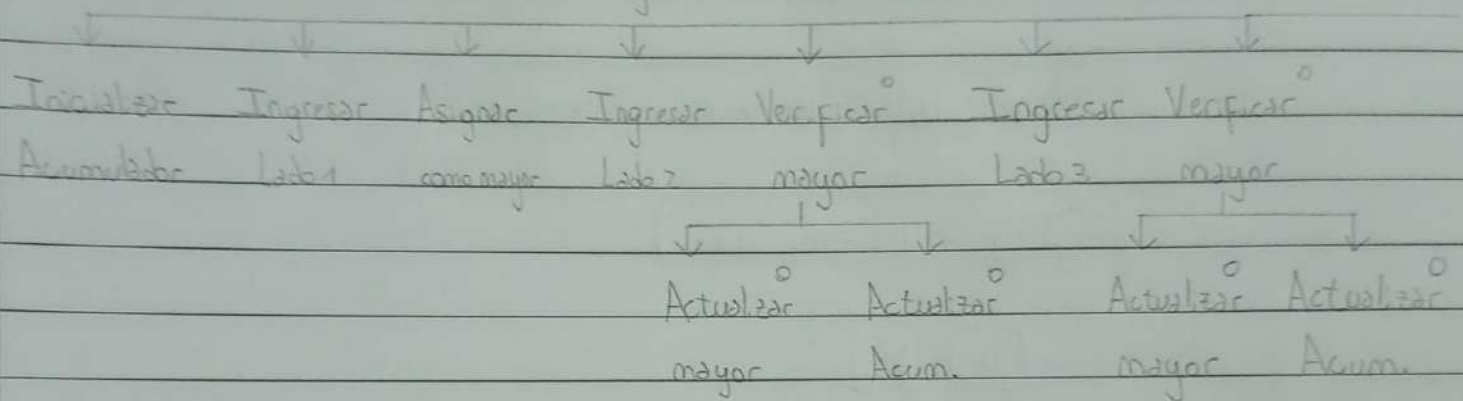 Inicializar Ingresar Asignar Ingresar Verificar Ingresar Verificar
Acumulador Lado1 como mayor Lado2 mayor Lado3 mayor
Actualizar Actualizar Actualizar Actualizar
mayor Acum. mayor Acum.